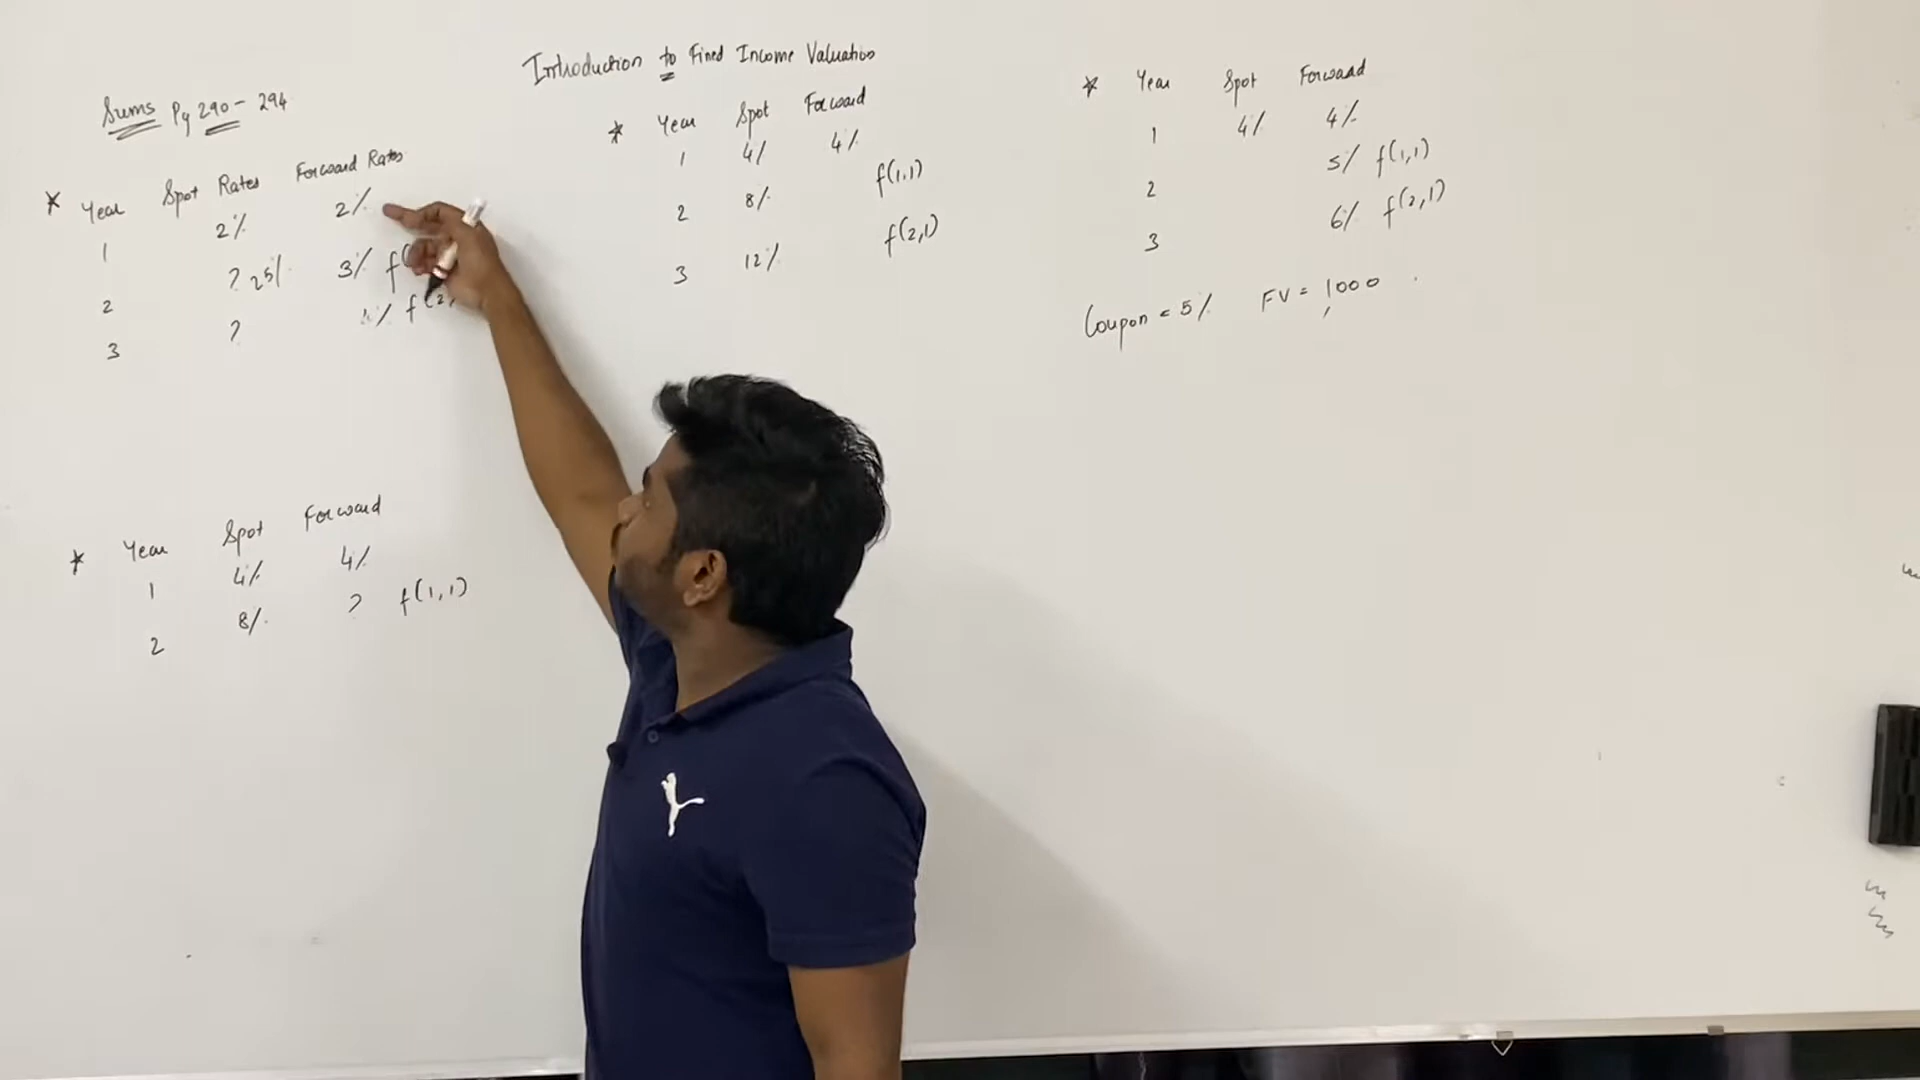 Introduction to Fixed Income Valuation
Sums Pg 290 - 294
* Year Spot Rates Forward Rates
1 2% 2%
2 ? 25% 3%
3 ? f(2,
* Year Spot Forward
1 4% 4%
2 8% ? f(1,1)
* Year Spot Forward
1 4% 4%
2 8% f(1,1)
3 12% f(2,1)
* Year Spot Forward
1 4% 4%
2 5% f(1,1)
3 6% f(2,1)
Coupon = 5% FV = 1000